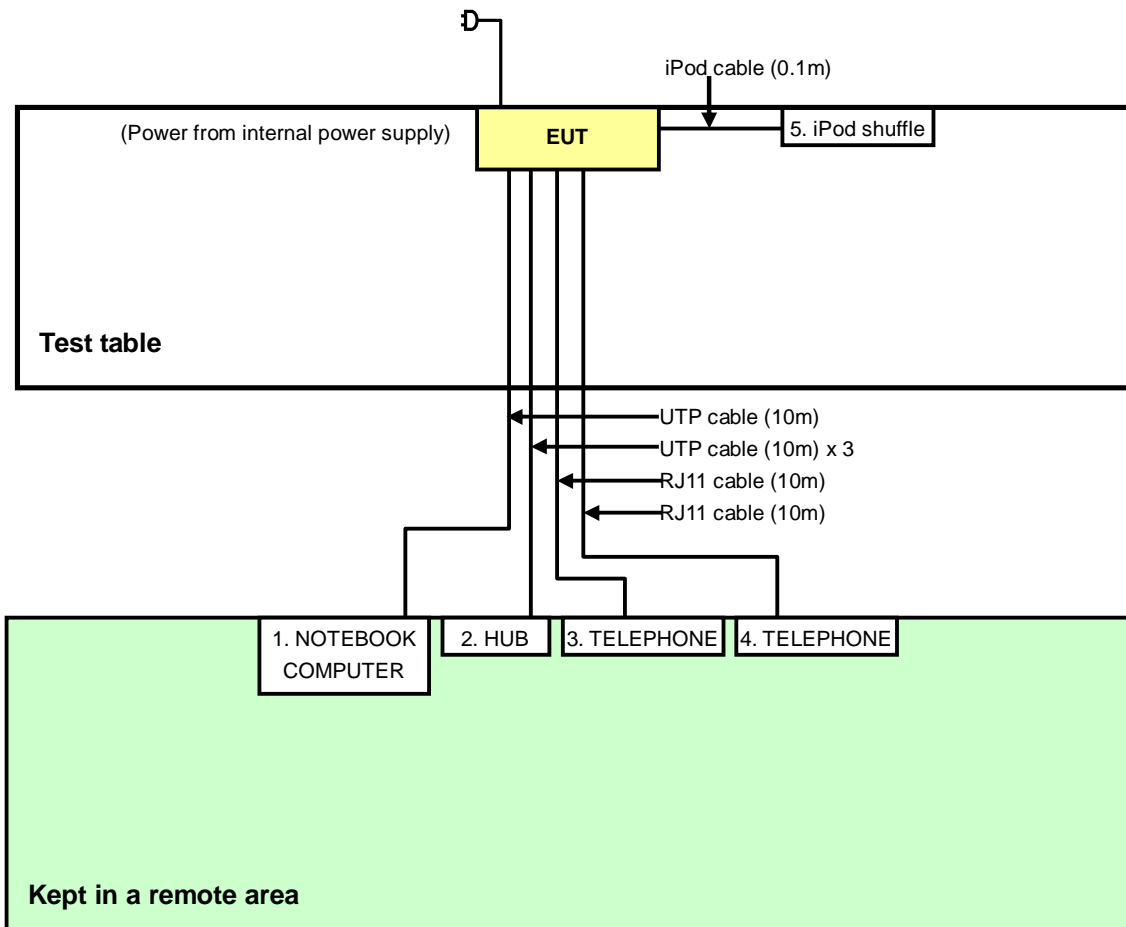 iPod cable (0.1m)
(Power from internal power supply)
EUT
5. iPod shuffle
Test table
UTP cable (10m)
UTP cable (10m) x 3
RJ11 cable (10m)
RJ11 cable (10m)
1. NOTEBOOK
COMPUTER
2. HUB
3. TELEPHONE
4. TELEPHONE
Kept in a remote area